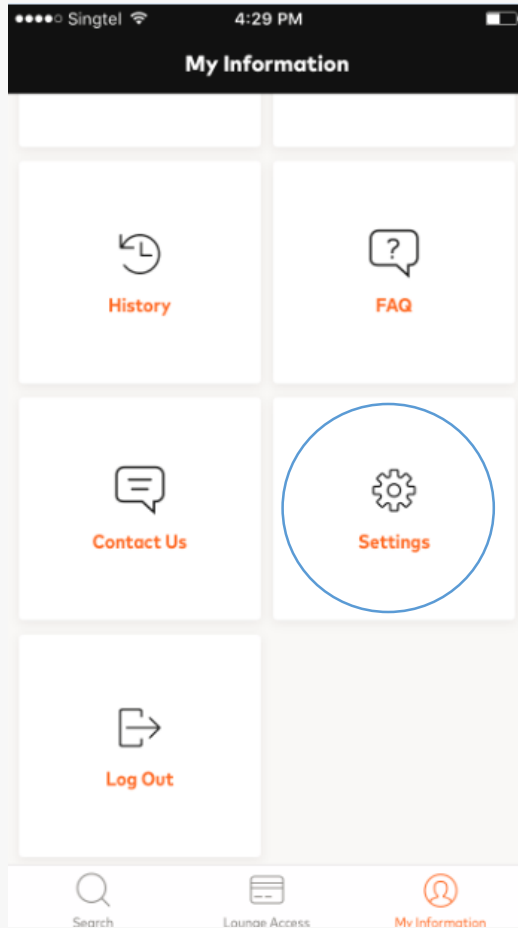 Singtel 4:29 PM
My Information
?
History FAQ
Contact Us Settings
Log Out
Search Lounge Access My Information